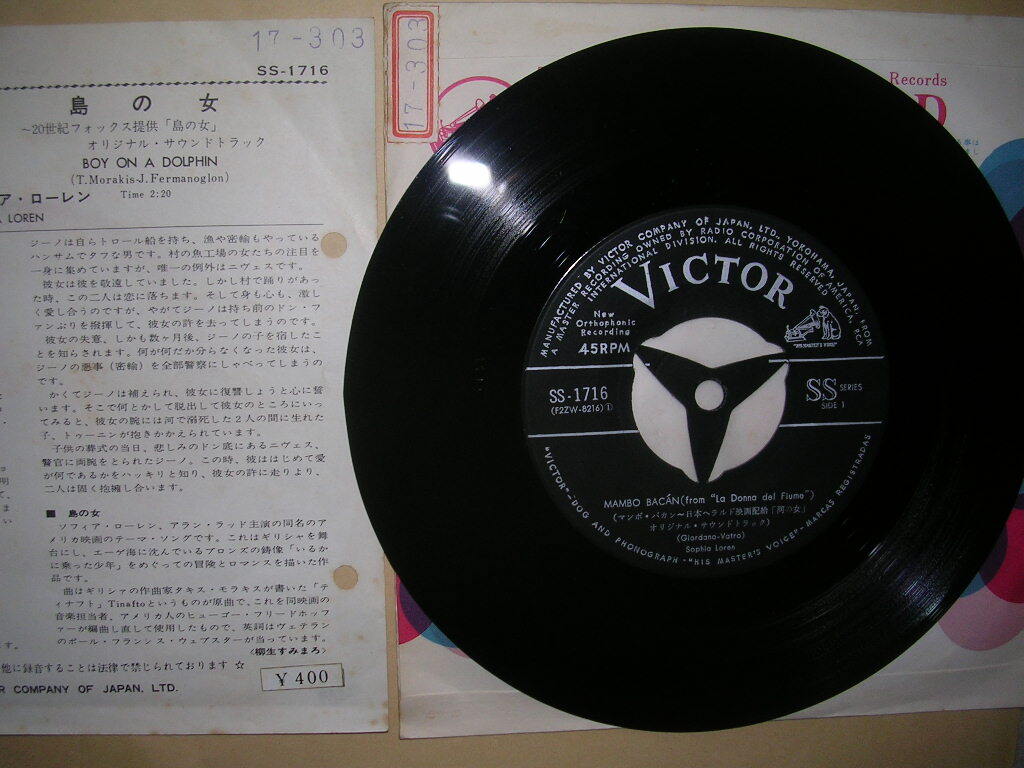 17-303
SS-1716
島の女
～20世紀フォックス提供「島の女」
オリジナル・サウンドトラック
BOY ON A DOLPHIN
(T.Morakis-J.Fermanoglon)
ア・ローレン
Time 2:20
LOREN
ジーノは自らトロール船を持ち、漁や密輸もやっている
ハンサムでタフな男です。村の魚工場の女たちの注目を
一身に集めていますが、唯一の例外はニヴェスです。
彼女は彼を敬遠していました。しかし村で踊りがあっ
た時、この二人は恋に落ちます。そして身も心も、激し
く愛し合うのですが、やがてジーノは持ち前のドン・フ
ァンぶりを発揮して、彼女の許を去ってしまうのです。
彼女の失意、しかも数ヶ月後、ジーノの子を宿したこ
とを知らされます。何が何だか分らなくなった彼女は、
ジーノの悪事（密輸）を全部警察にしゃべってしまうの
です。
かくてジーノは捕えられ、彼女に復讐しょうと心に誓
います。そこで何とかして脱出して彼女のところにいっ
てみると、彼女の腕には河で溺死した2人の間に生れた
子、トゥーニンが抱きかかえられています。
子供の葬式の当日、悲しみのドン底にあるニヴェス、
警官に両腕をとられたジーノ。この時、彼ははじめて愛
が何であるかをハッキリと知り、彼女の許に走りより、
二人は固く抱擁し合います。
■ 島の女
ソフィア・ローレン、アラン・ラッド主演の同名のア
メリカ映画のテーマ・ソングです。これはギリシャを舞
台にし、エーゲ海に沈んでいるブロンズの鋳像「いるか
に乗った少年」をめぐっての冒険とロマンスを描いた作
品です。
曲はギリシャの作曲家タキス・モラキスが書いた「テ
ィナフト」Tinaftoというものが原曲で、これを同映画の
音楽担当者、アメリカ人のヒューゴー・フリードホッフ
ァーが編曲し直して使用したもので、英詞はヴェテラン
のポール・フランシス・ウェブスターが当っています。
〈柳生すみまろ〉
他に録音することは法律で禁じられております ☆
R COMPANY OF JAPAN, LTD.
¥400
17-303
Records
MANUFACTURED BY VICTOR COMPANY OF JAPAN, LTD. YOKOHAMA, JAPAN, FROM
A MASTER RECORDING OWNED BY RADIO CORPORATION OF AMERICA, RCA
INTERNATIONAL DIVISION. ALL RIGHTS RESERVED
VICTOR
New
Orthophonic
Recording
45RPM
"HIS MASTER'S VOICE"
SS-1716
(F2ZW-8216)①
SS SERIES
SIDE 1
MAMBO BACÁN(from "La Donna del Fiume")
(マンボ・バカン～日本ヘラルド映画配給「河の女」
オリジナル・サウンドトラック)
(Giordano-Vatro)
Sophia Loren
"VICTOR"-DOG AND PHONOGRAPH-"HIS MASTER'S VOICE"-MARCAS REGISTRADAS